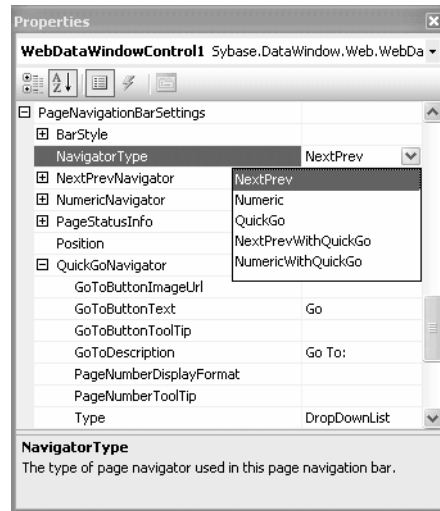 Properties
WebDataWindowControl1 Sybase.DataWindow.Web.WebDa
PageNavigationBarSettings
BarStyle
NavigatorType NextPrev
NextPrevNavigator NextPrev
NumericNavigator Numeric
PageStatusInfo QuickGo
Position NextPrevWithQuickGo
QuickGoNavigator NumericWithQuickGo
GoToButtonImageUrl
GoToButtonText Go
GoToButtonToolTip
GoToDescription Go To:
PageNumberDisplayFormat
PageNumberToolTip
Type DropDownList
NavigatorType
The type of page navigator used in this page navigation bar.